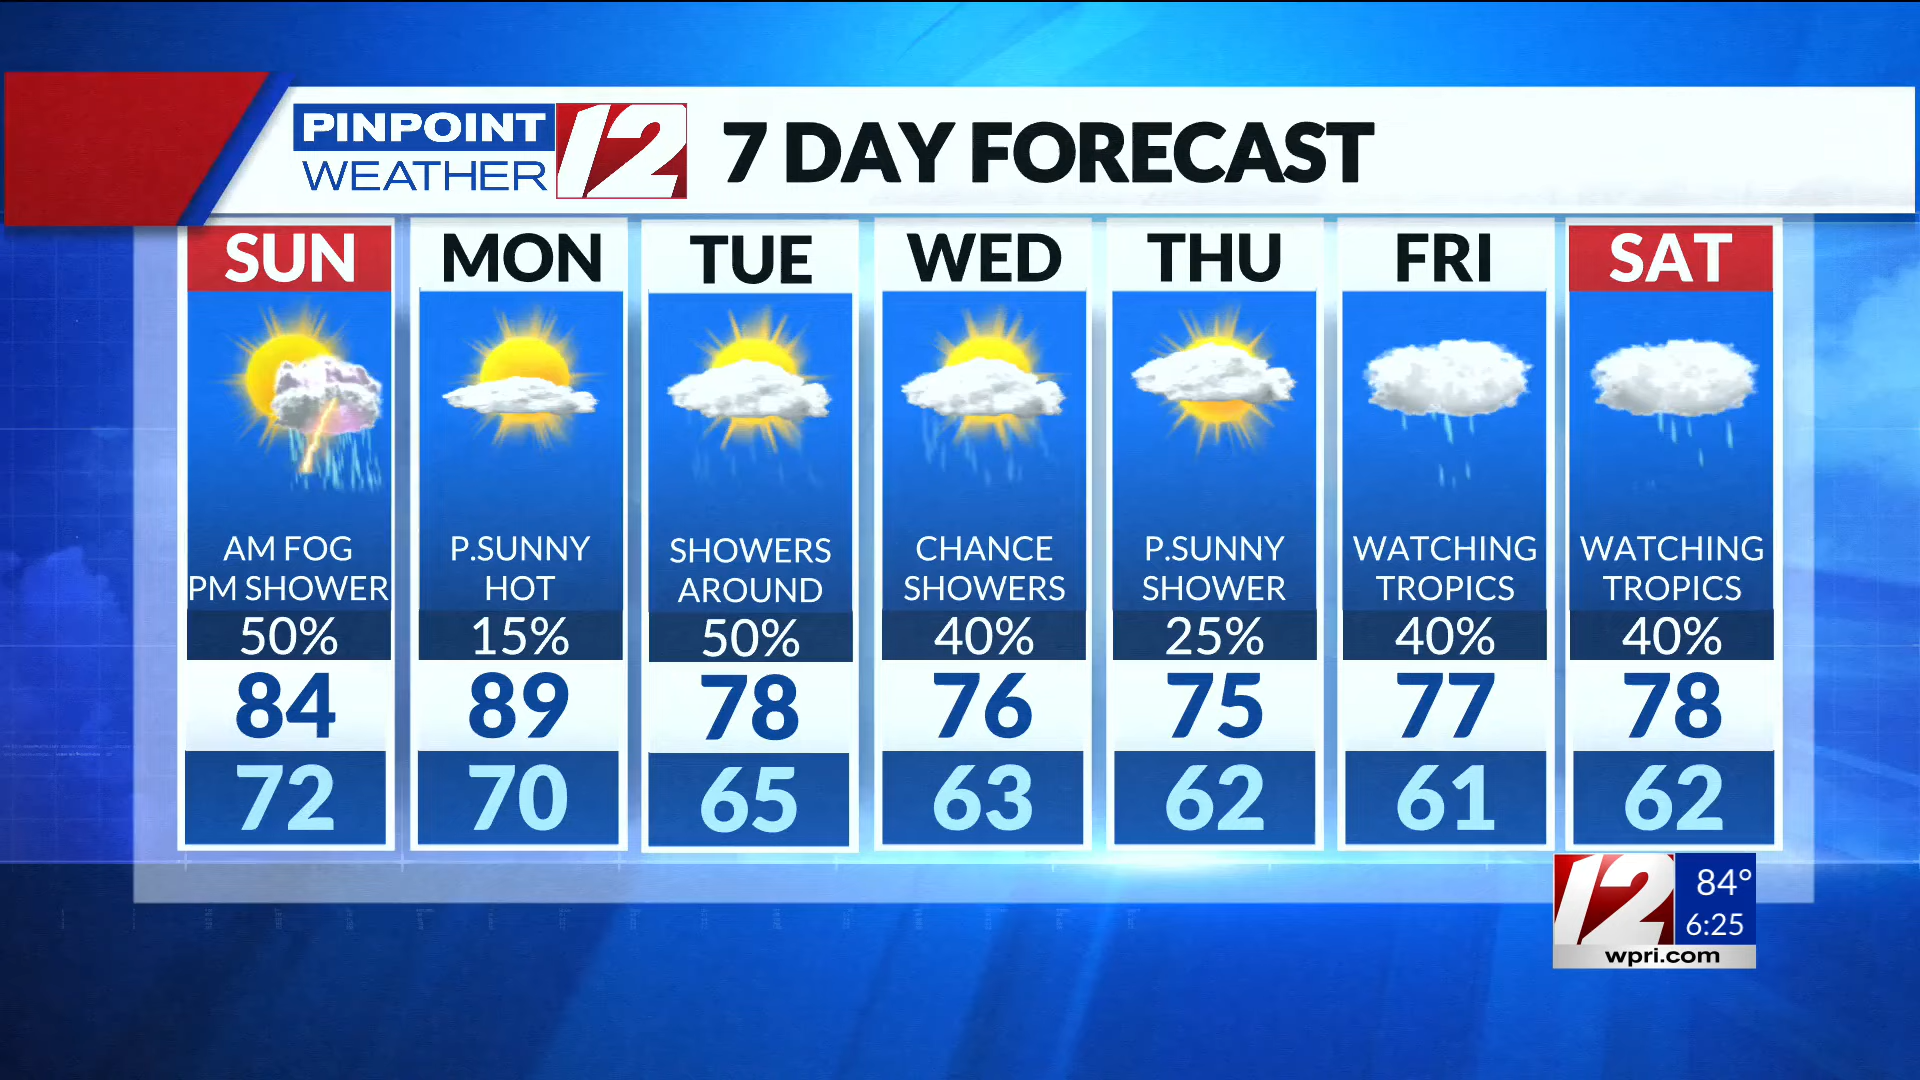 PINPOINT
WEATHER
12
7 DAY FORECAST
SUN
AM FOG
PM SHOWER
50%
84
72
MON
P.SUNNY
HOT
15%
89
70
TUE
SHOWERS
AROUND
50%
78
65
WED
CHANCE
SHOWERS
40%
76
63
THU
P.SUNNY
SHOWER
25%
75
62
FRI
WATCHING
TROPICS
40%
77
61
SAT
WATCHING
TROPICS
40%
78
62
12
84°
6:25
wpri.com